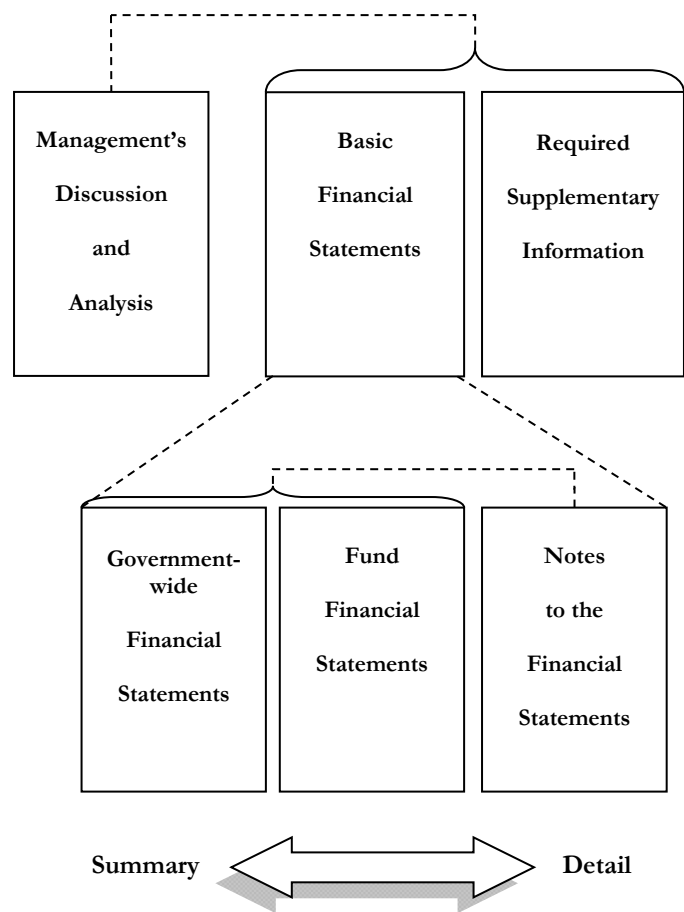 Management’s
Discussion
and
Analysis
Basic
Financial
Statements
Required
Supplementary
Information
Government-
wide
Financial
Statements
Fund
Financial
Statements
Notes
to the
Financial
Statements
Summary
Detail